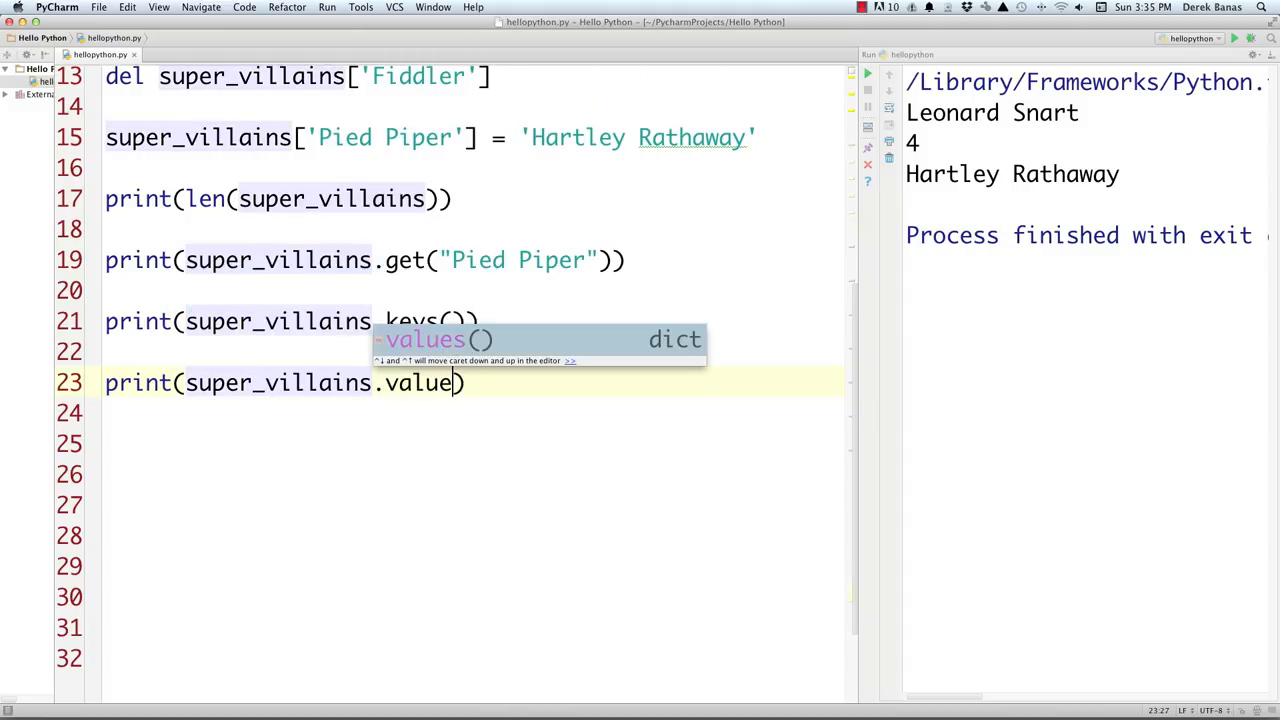 PyCharm File Edit View Navigate Code Refactor Run Tools VCS Window Help 10 Sun 3:35 PM Derek Banas
hellopython.py – Hello Python – [~/PycharmProjects/Hello Python]
Hello Python hellopython.py hellopython
hellopython.py
Run hellopython
Hello P
hell
Externa
13 del super_villains['Fiddler']
14
15 super_villains['Pied Piper'] = 'Hartley Rathaway'
16
17 print(len(super_villains))
18
19 print(super_villains.get("Pied Piper"))
20
21 print(super_villains.keys())
22
values() dict
^↓ and ^↑ will move caret down and up in the editor >>
23 print(super_villains.value)
24
25
26
27
28
29
30
31
32
/Library/Frameworks/Python.
Leonard Snart
4
Hartley Rathaway
Process finished with exit
23:27 LF UTF-8